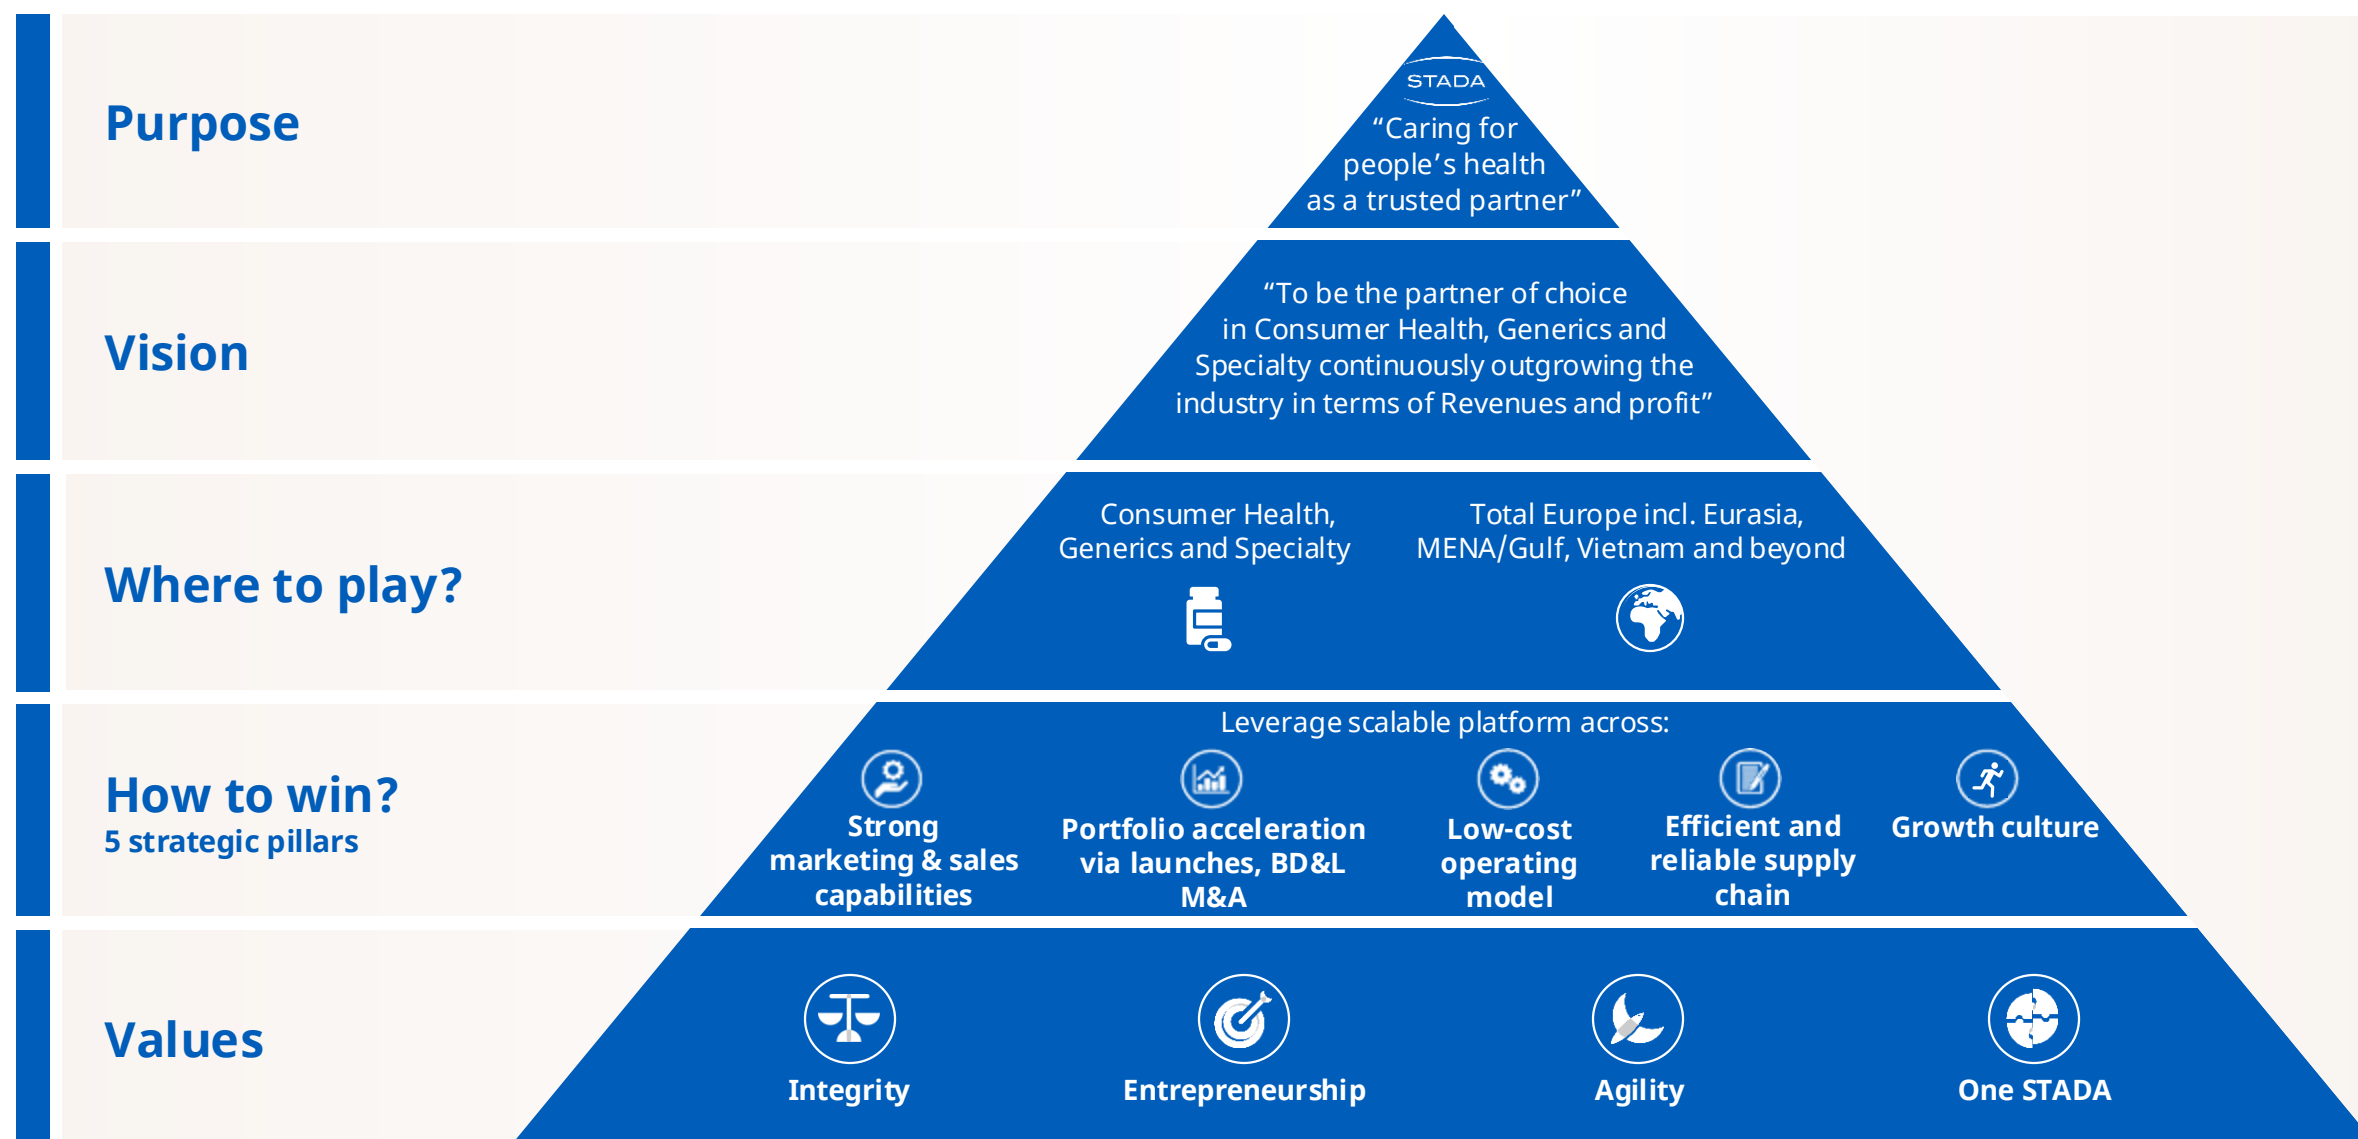 Purpose
STADA
“Caring for
people’s health
as a trusted partner”
Vision
“To be the partner of choice
in Consumer Health, Generics and
Specialty continuously outgrowing the
industry in terms of Revenues and profit”
Where to play?
Consumer Health,
Generics and Specialty
Total Europe incl. Eurasia,
MENA/Gulf, Vietnam and beyond
How to win?
5 strategic pillars
Leverage scalable platform across:
Strong
marketing & sales
capabilities
Portfolio acceleration
via launches, BD&L
M&A
Low-cost
operating
model
Efficient and
reliable supply
chain
Growth culture
Values
Integrity
Entrepreneurship
Agility
One STADA